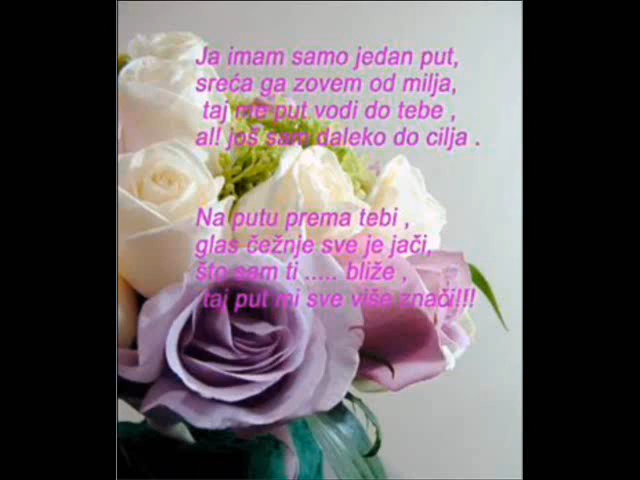 Ja imam samo jedan put,
sreća ga zovem od milja,
taj me put vodi do tebe ,
al! još sam daleko do cilja .
Na putu prema tebi ,
glas čežnje sve je jači,
što sam ti ..... bliže ,
taj put mi sve više znači!!!